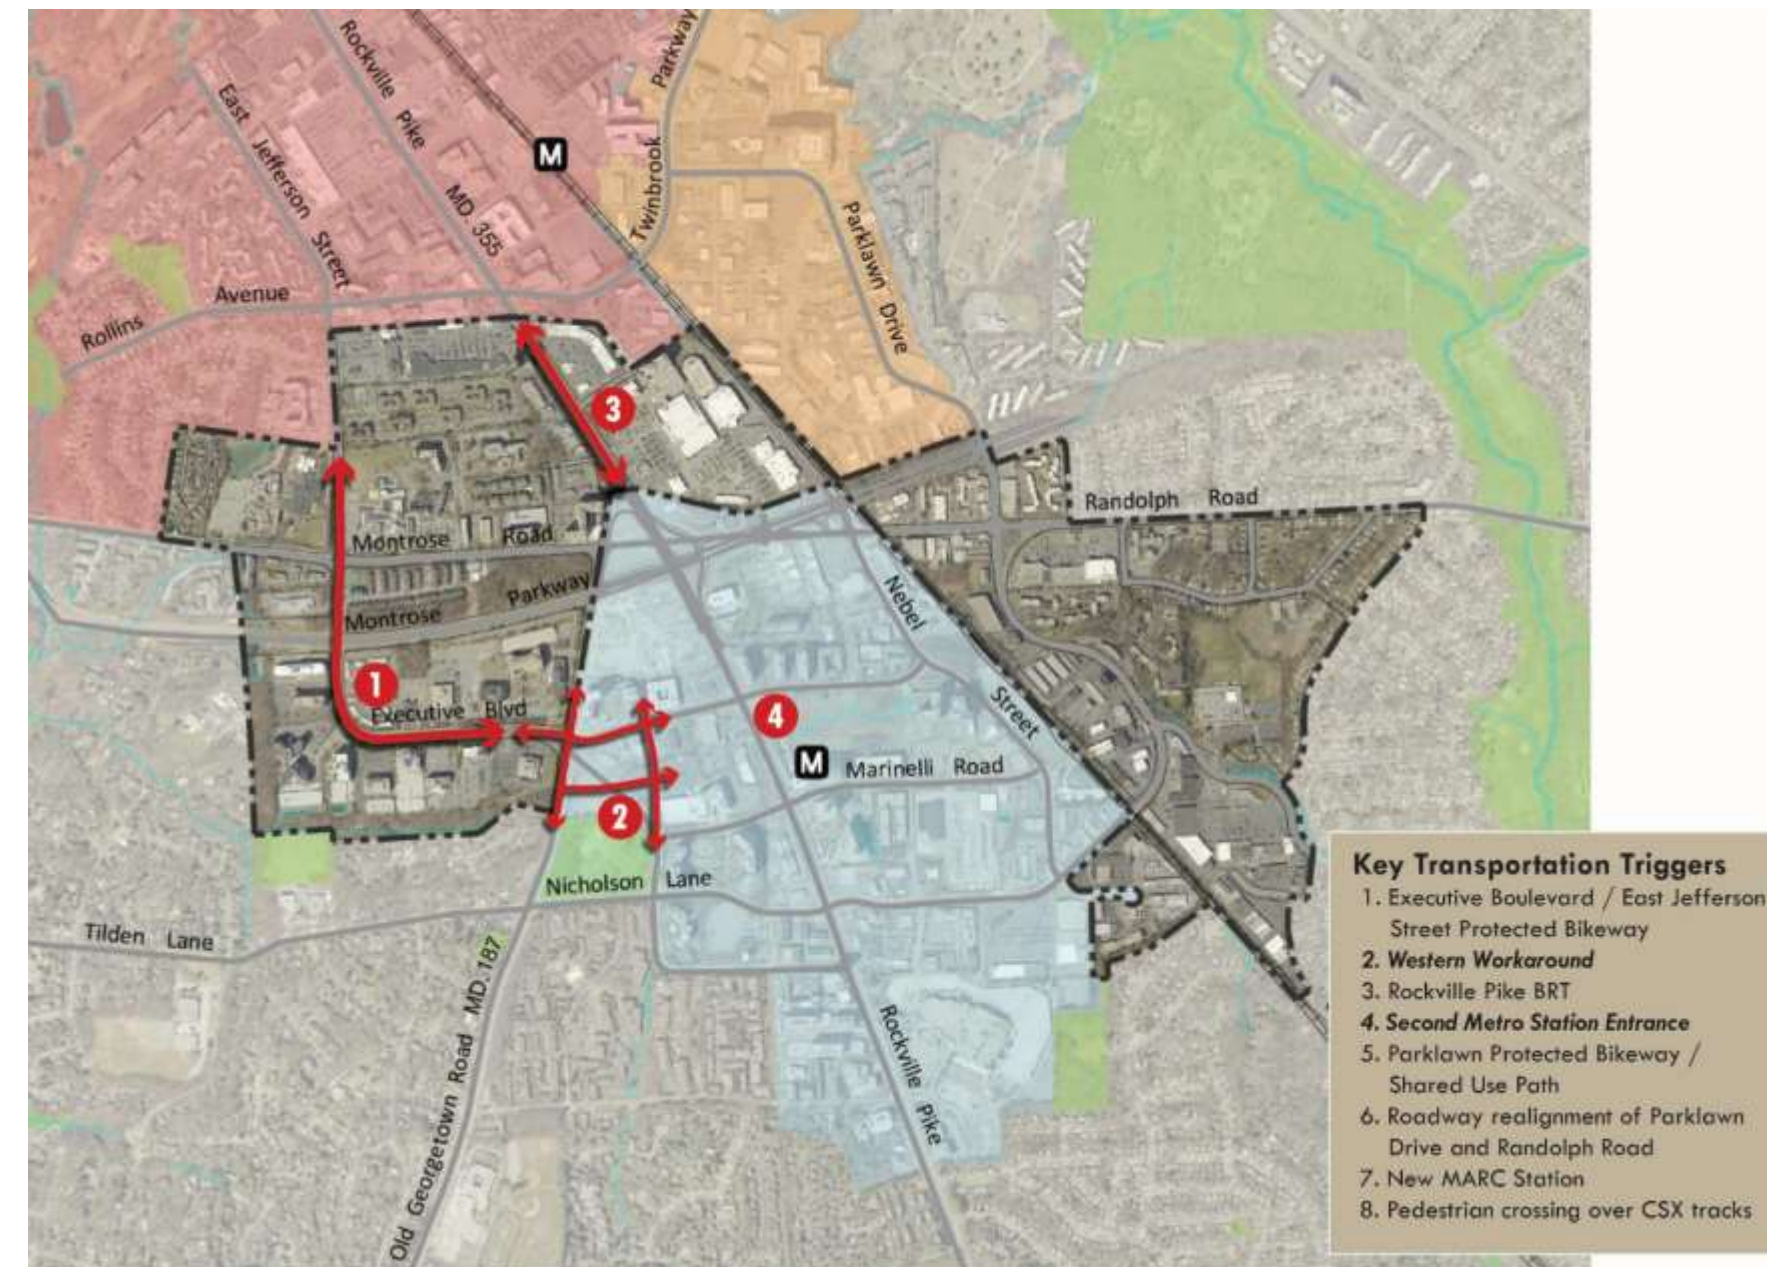 Rockville Pike MD. 355
Parkway
East Jefferson Street
M
Twinbrook
Parklawn Drive
Rollins Avenue
3
Randolph Road
Montrose Road
Montrose Parkway
Nebel Street
1
Executive Blvd
4
M
Marinelli Road
2
Nicholson Lane
Tilden Lane
Old Georgetown Road MD. 187
Rockville Pike
Key Transportation Triggers
1. Executive Boulevard / East Jefferson
Street Protected Bikeway
2. Western Workaround
3. Rockville Pike BRT
4. Second Metro Station Entrance
5. Parklawn Protected Bikeway /
Shared Use Path
6. Roadway realignment of Parklawn
Drive and Randolph Road
7. New MARC Station
8. Pedestrian crossing over CSX tracks